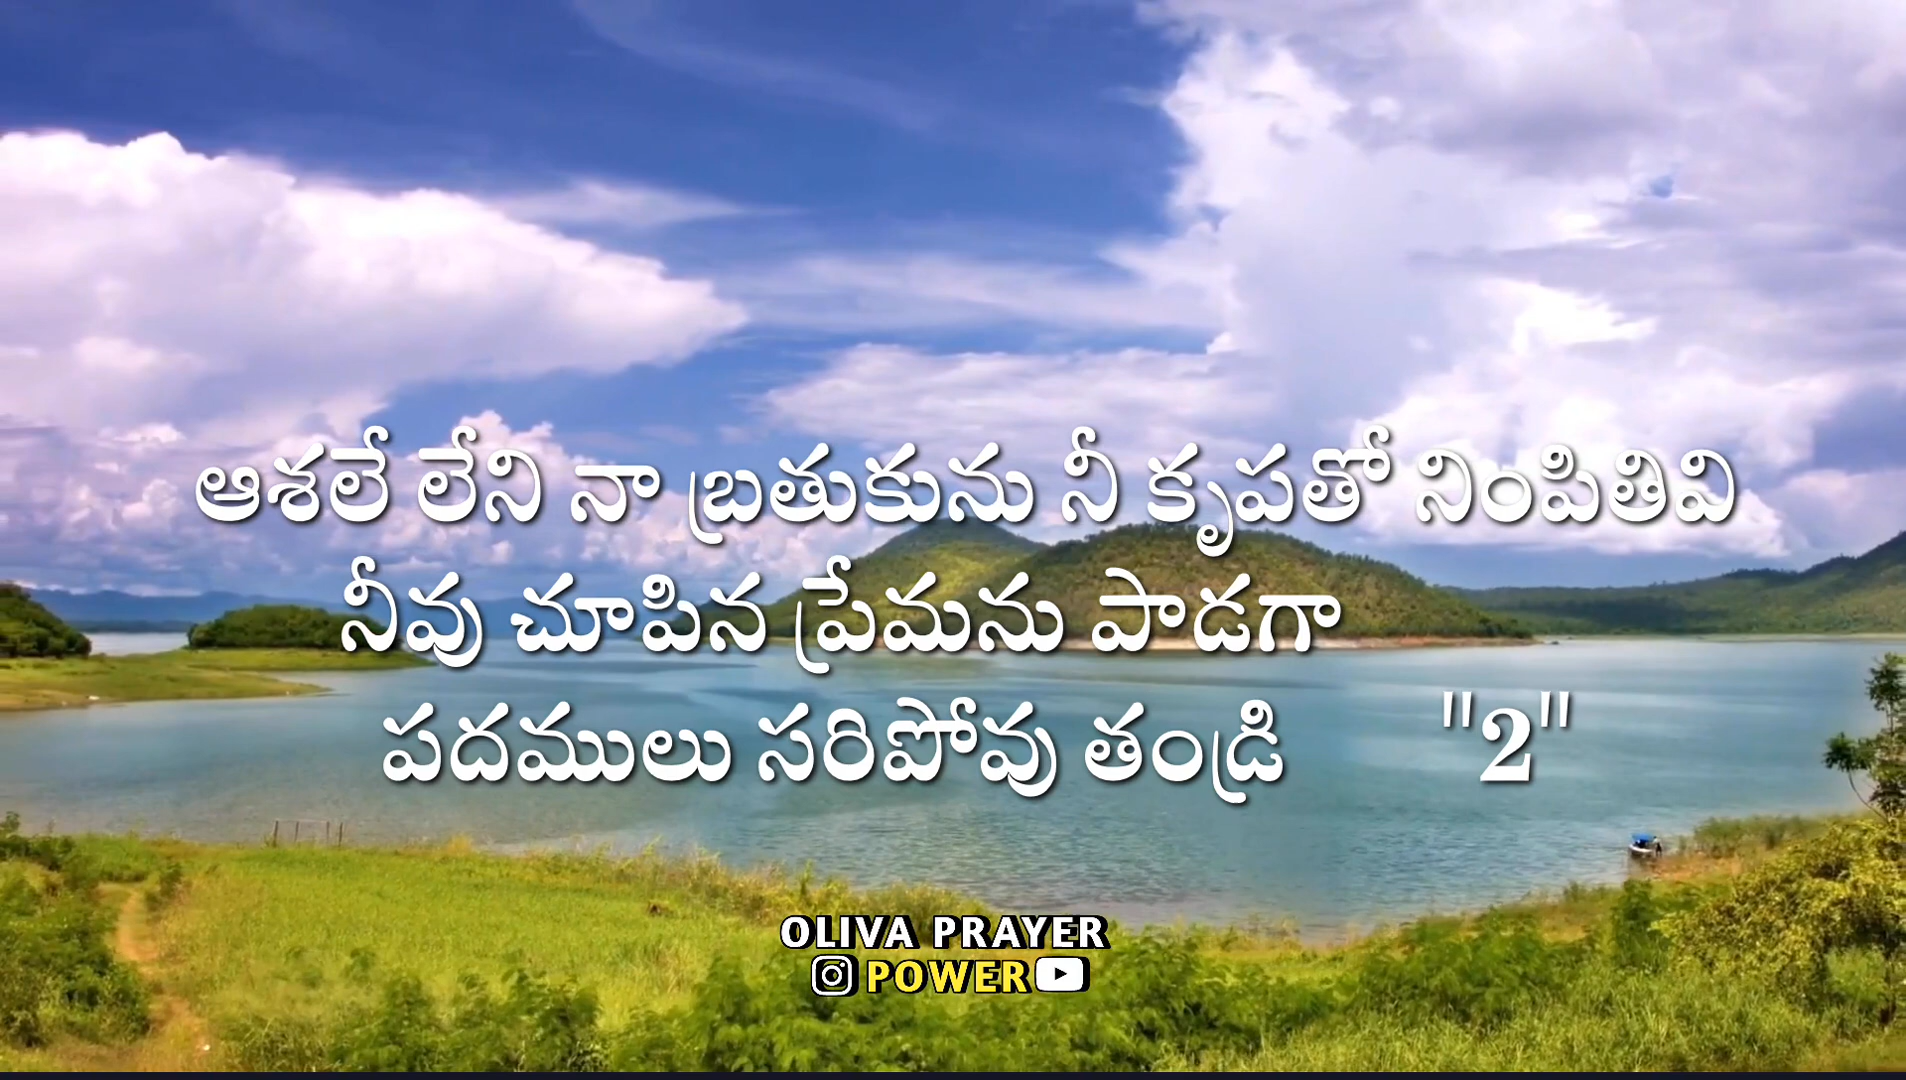 ఆశలే లేని నా బ్రతుకును నీ కృపతో నింపితివి
నీవు చూపిన ప్రేమను పాడగా
పదములు సరిపోవు తండ్రి "2"
OLIVA PRAYER
POWER